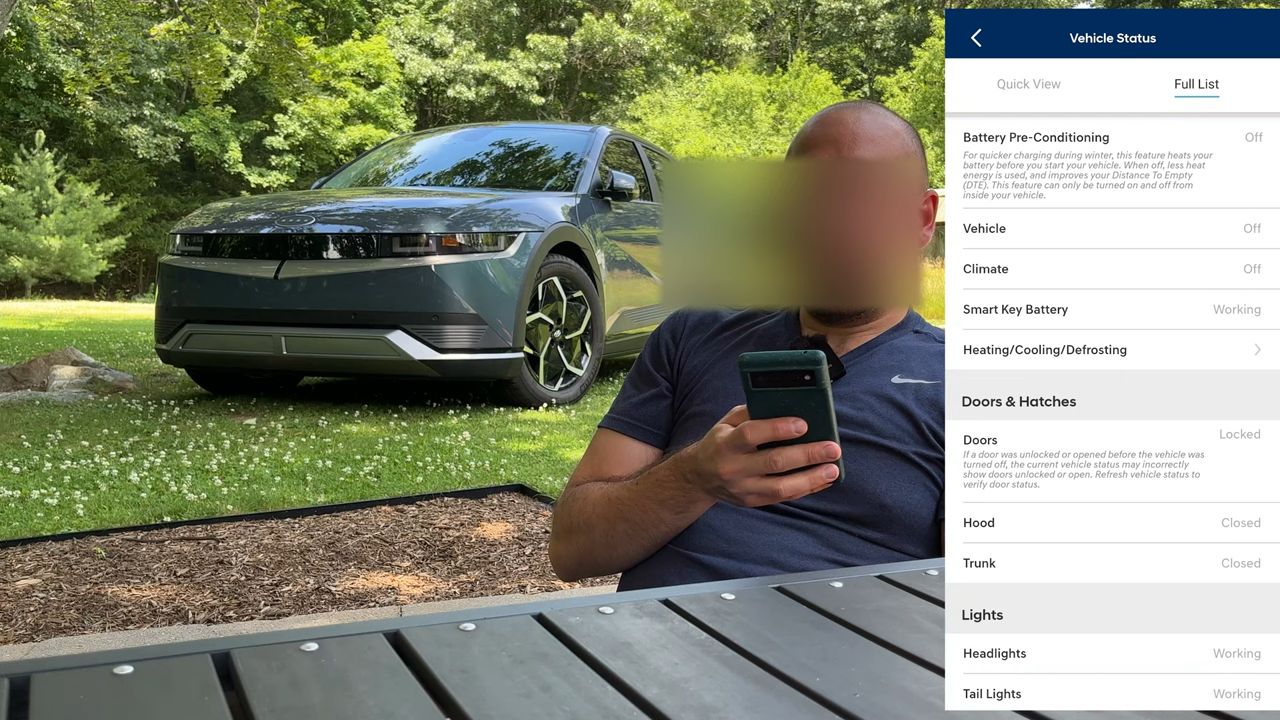 Vehicle Status
Quick View
Full List
Battery Pre-Conditioning
Off
For quicker charging during winter, this feature heats your
battery before you start your vehicle. When off, less heat
energy is used, and improves your Distance To Empty
(DTE). This feature can only be turned on and off from
inside your vehicle.
Vehicle
Off
Climate
Off
Smart Key Battery
Working
Heating/Cooling/Defrosting
Doors & Hatches
Doors
Locked
If a door was unlocked or opened before the vehicle was
turned off, the current vehicle status may incorrectly
show doors unlocked or open. Refresh vehicle status to
verify door status.
Hood
Closed
Trunk
Closed
Lights
Headlights
Working
Tail Lights
Working